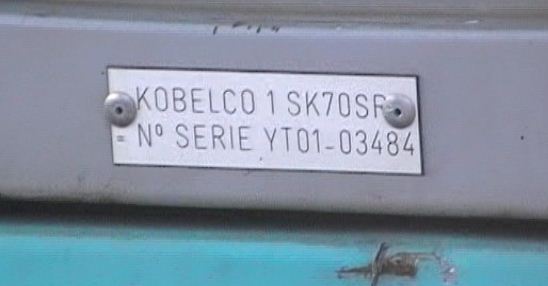 KOBELCO 1 SK70SR
= Nº SERIE YT01-03484